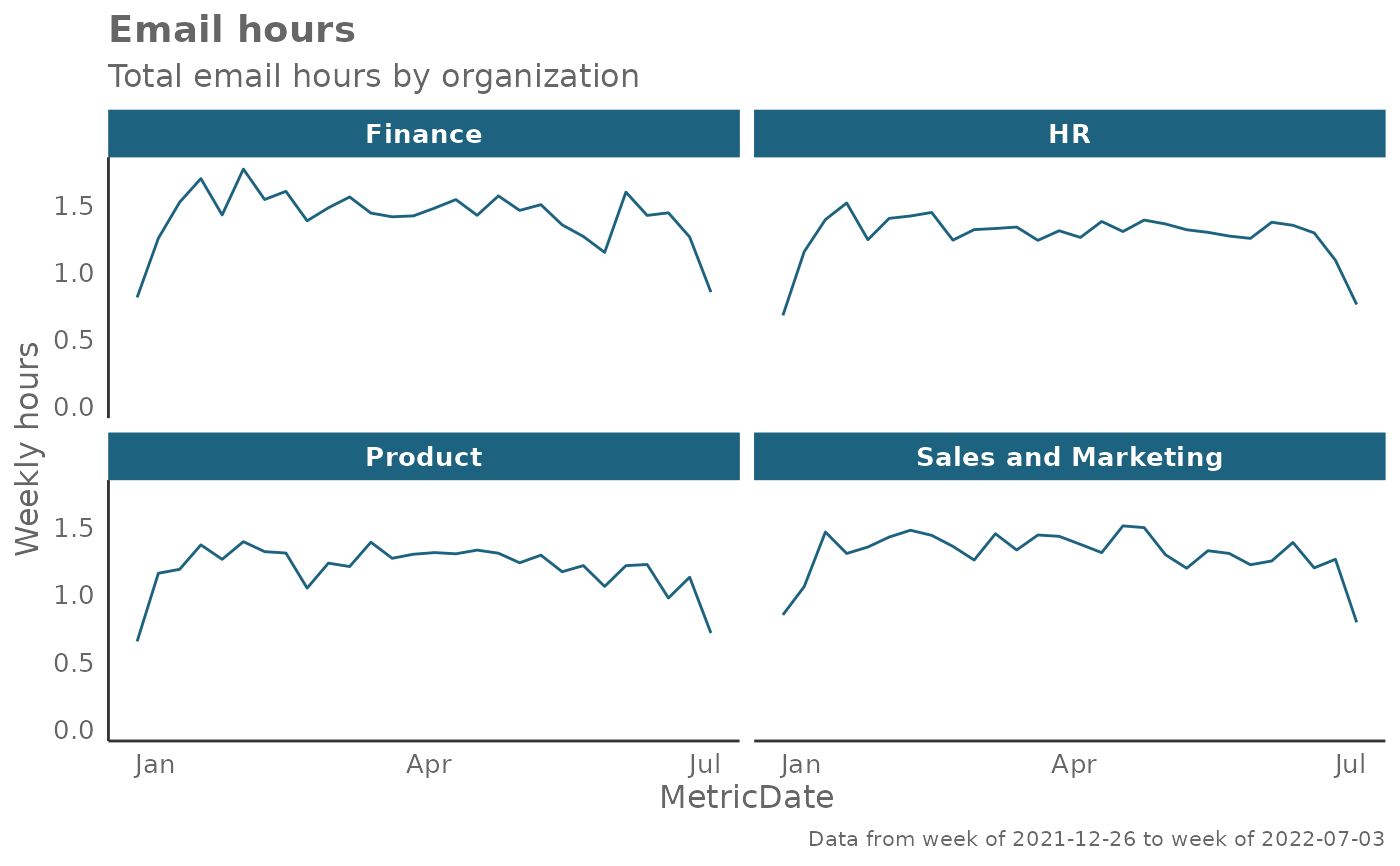 Email hours
Total email hours by organization
Finance
HR
1.5
1.0
0.5
0.0
Product
Sales and Marketing
1.5
1.0
0.5
0.0
Weekly hours
Jan Apr Jul
Jan Apr Jul
MetricDate
Data from week of 2021-12-26 to week of 2022-07-03